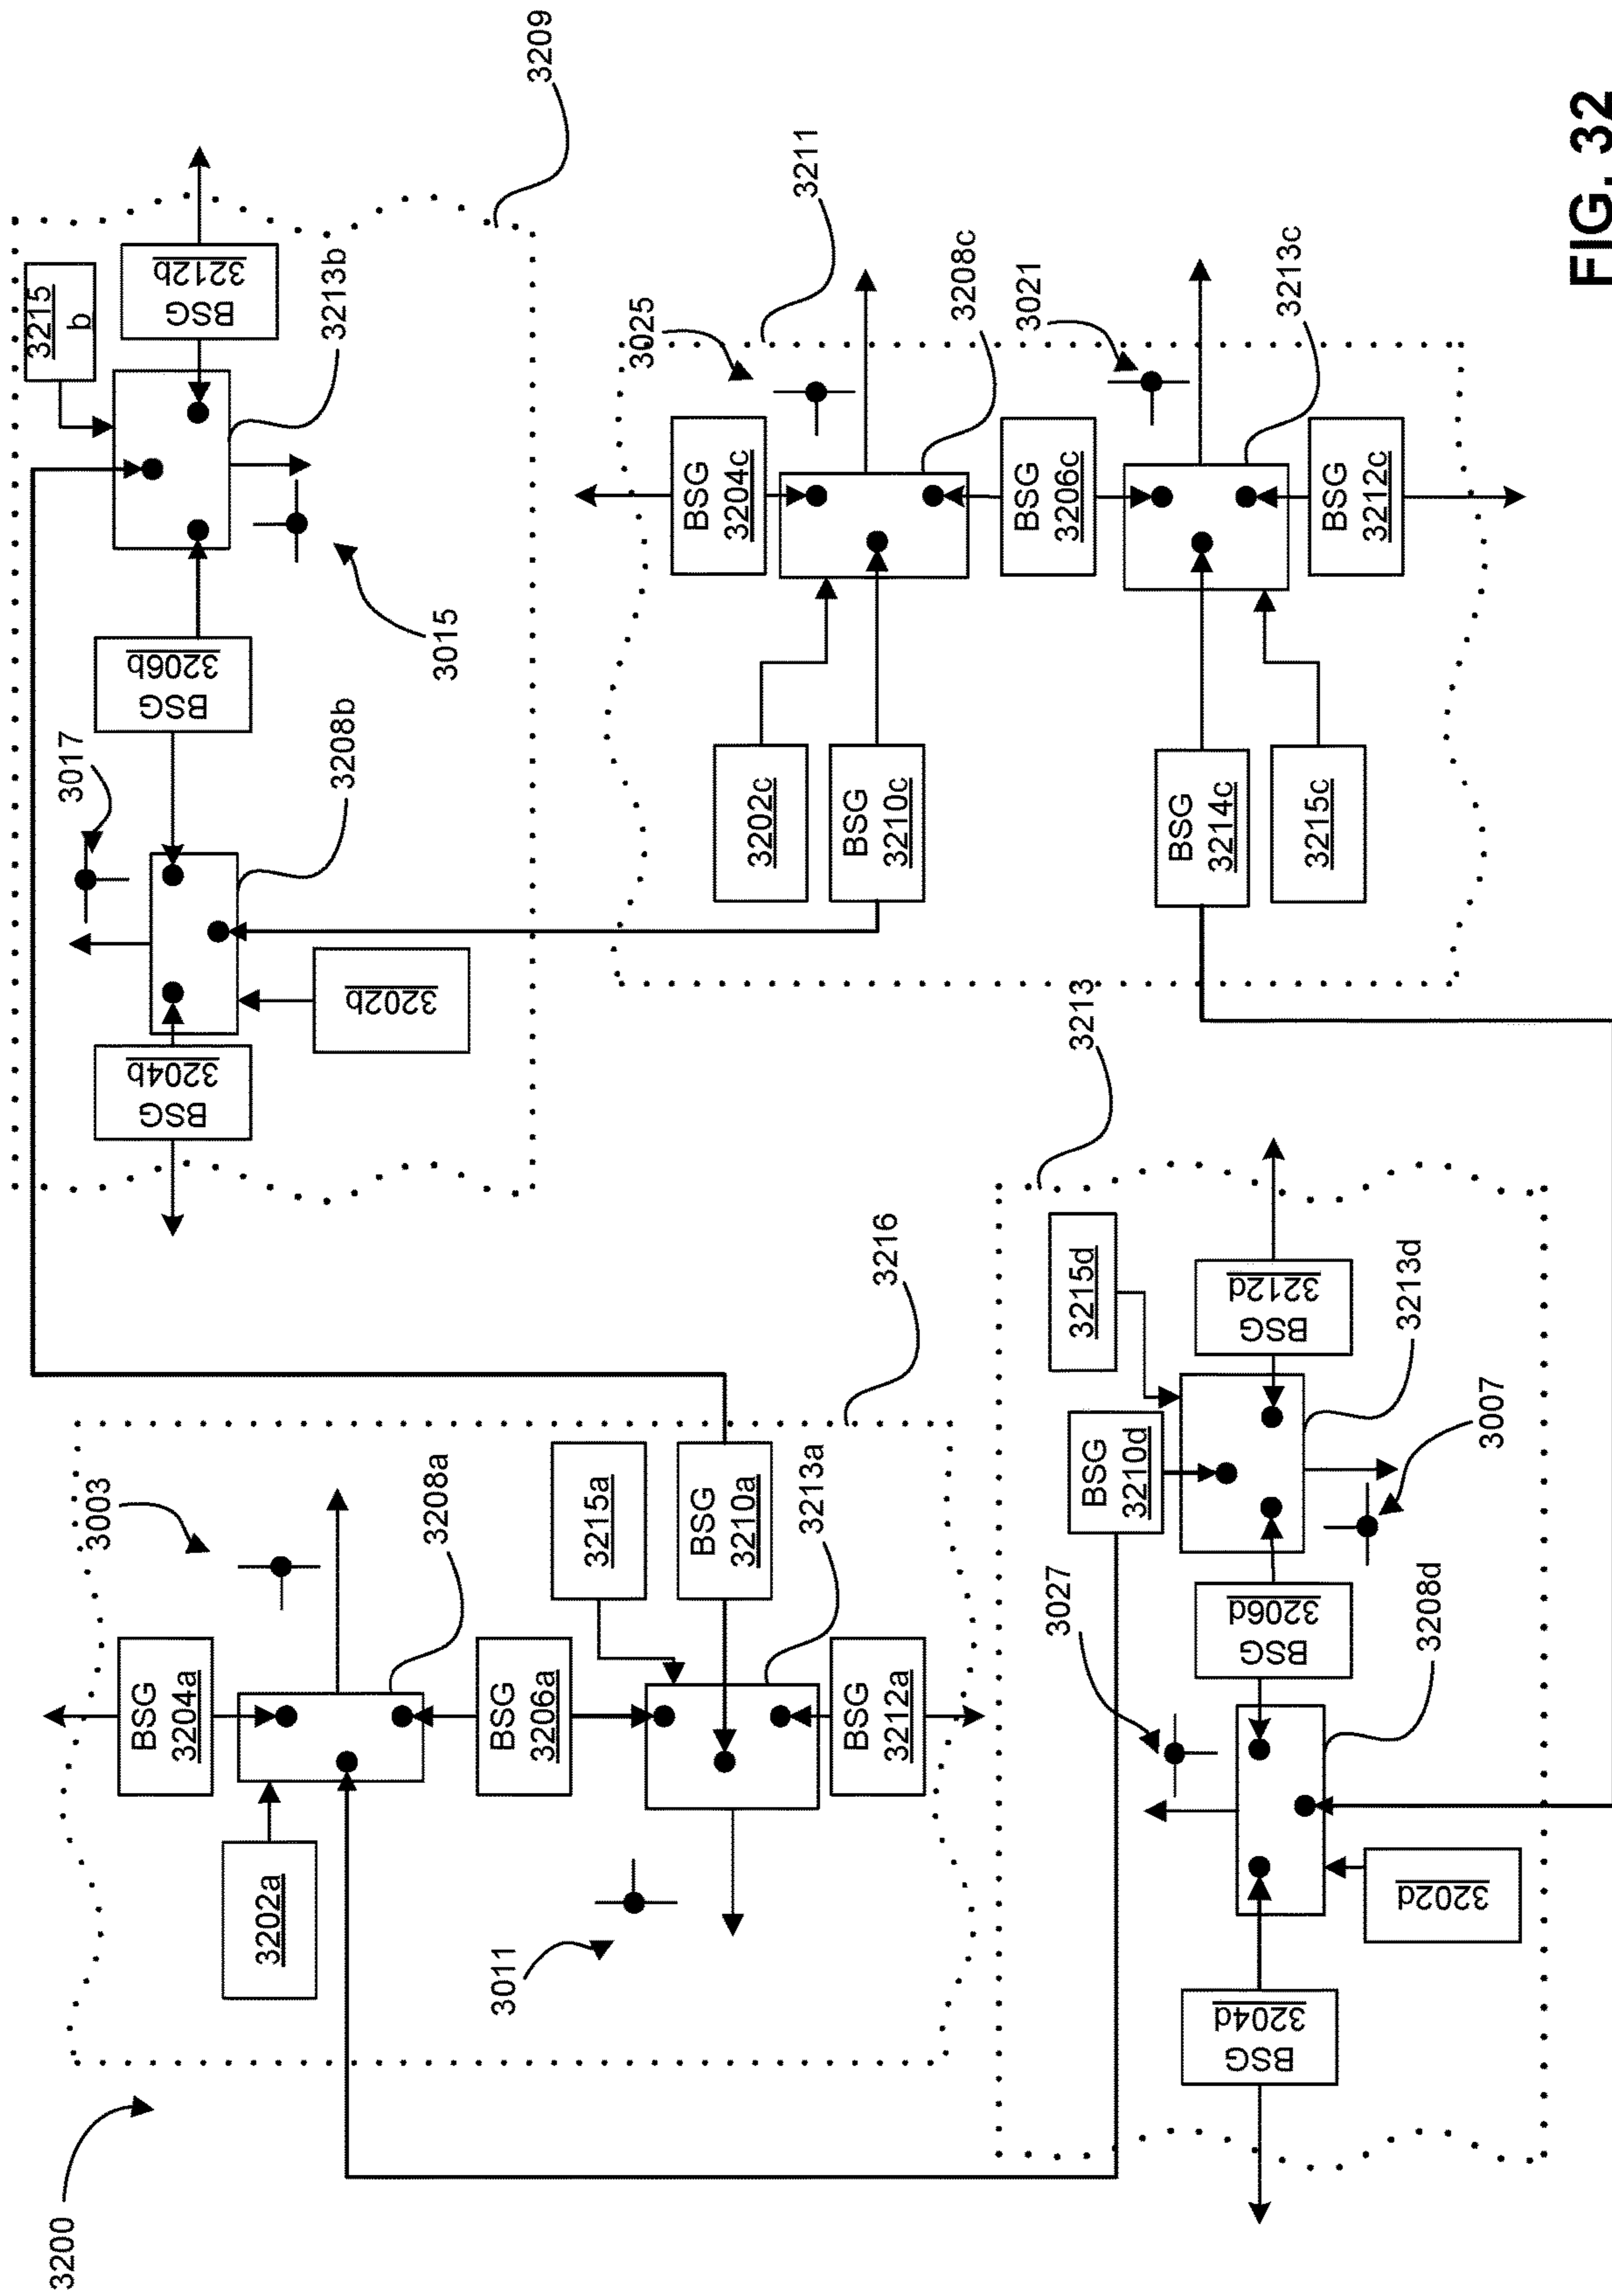 3200
3216
3003
BSG
3204a
3202a
3208a
BSG
3206a
3215a
BSG
3210a
3213a
BSG
3212a
3011
3209
3215
b
BSG
3212b
3213b
BSG
3206b
3015
3017
3208b
BSG
3204b
3202b
3211
3025
BSG
3204c
3208c
3202c
BSG
3210c
BSG
3206c
3021
3213c
BSG
3214c
BSG
3212c
3215c
3213
3215d
BSG
3210d
BSG
3212d
3213d
3007
BSG
3206d
3027
3208d
BSG
3204d
3202d
FIG. 32